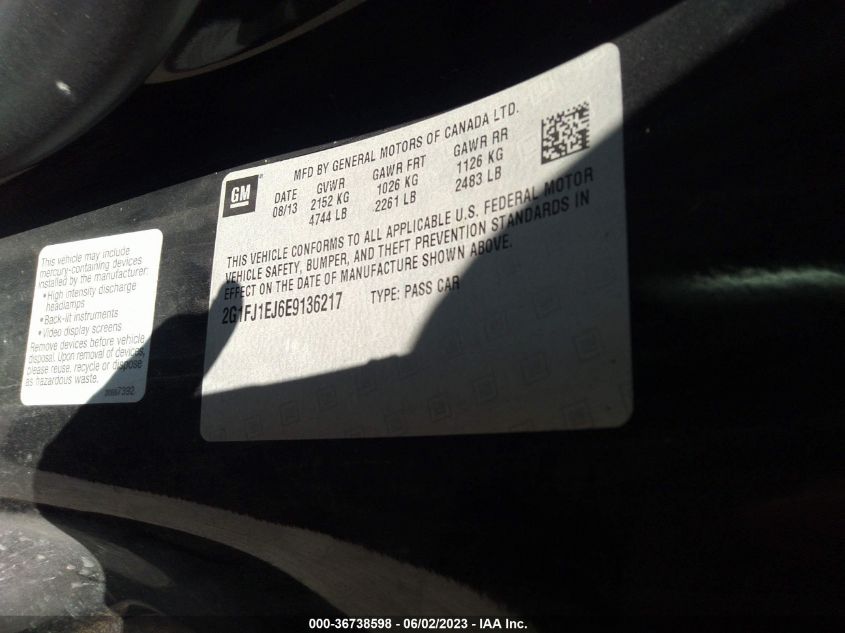 This vehicle may include
mercury-containing devices
installed by the manufacturer:
• High intensity discharge
headlamps
• Back-lit instruments
• Video display screens
Remove devices before vehicle
disposal. Upon removal of devices,
please reuse, recycle or dispose
as hazardous waste.
GM
MFD BY GENERAL MOTORS OF CANADA LTD.
DATE GVWR GAWR FRT GAWR RR
08/13 2152 KG 1026 KG 1126 KG
4744 LB 2261 LB 2483 LB
THIS VEHICLE CONFORMS TO ALL APPLICABLE U.S. FEDERAL MOTOR
VEHICLE SAFETY, BUMPER, AND THEFT PREVENTION STANDARDS IN
EFFECT ON THE DATE OF MANUFACTURE SHOWN ABOVE.
2G1FJ1EJ6E9136217 TYPE: PASS CAR
000-36738598 - 06/02/2023 - IAA Inc.